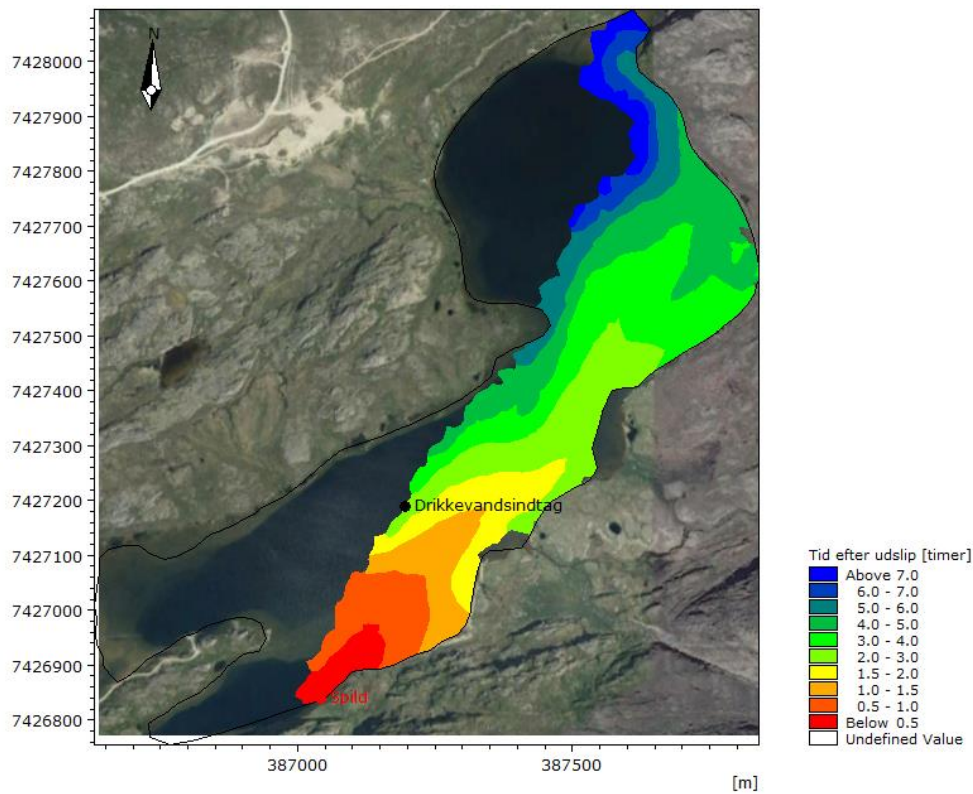 N
7428000
7427900
7427800
7427700
7427600
7427500
7427400
7427300
7427200
7427100
7427000
7426900
7426800
Drikkevandsindtag
Spild
387000
387500
[m]
Tid efter udslip [timer]
Above 7.0
6.0 - 7.0
5.0 - 6.0
4.0 - 5.0
3.0 - 4.0
2.0 - 3.0
1.5 - 2.0
1.0 - 1.5
0.5 - 1.0
Below 0.5
Undefined Value